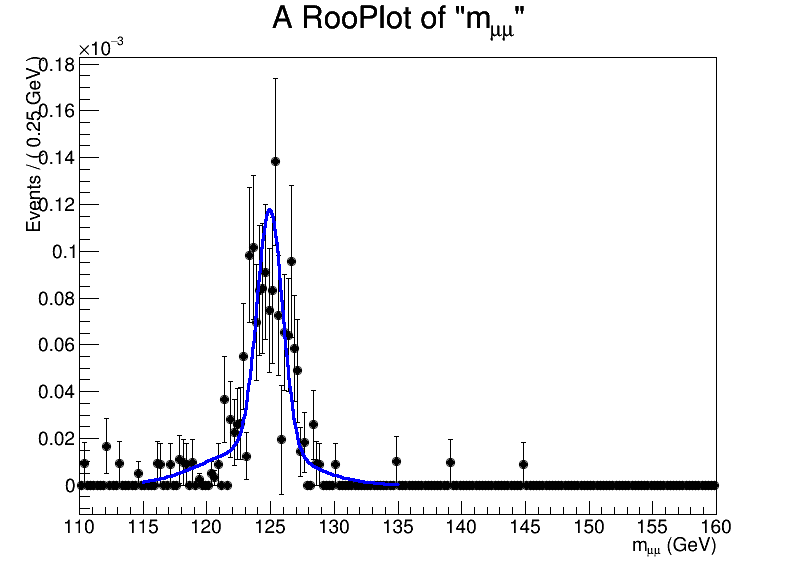 A RooPlot of "mμμ"
×10⁻³
Events / ( 0.25 GeV )
0.18
0.16
0.14
0.12
0.1
0.08
0.06
0.04
0.02
0
110 115 120 125 130 135 140 145 150 155 160
mμμ (GeV)